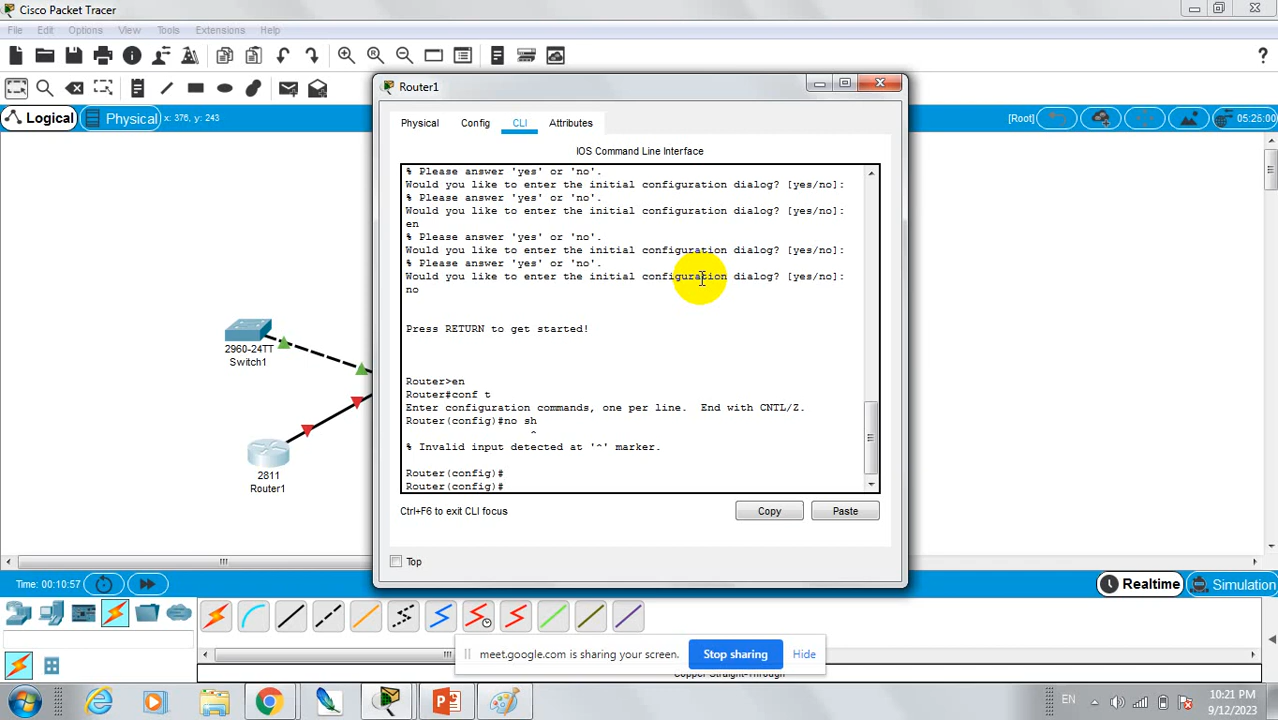 Cisco Packet Tracer
File Edit Options View Tools Extensions Help
?
Logical
Physical
x: 376, y: 243
[Root]
05:26:00
Router1
Physical Config CLI Attributes
IOS Command Line Interface
% Please answer 'yes' or 'no'.
Would you like to enter the initial configuration dialog? [yes/no]:
% Please answer 'yes' or 'no'.
Would you like to enter the initial configuration dialog? [yes/no]:
en
% Please answer 'yes' or 'no'.
Would you like to enter the initial configuration dialog? [yes/no]:
% Please answer 'yes' or 'no'.
Would you like to enter the initial configuration dialog? [yes/no]:
no
Press RETURN to get started!
Router>en
Router#conf t
Enter configuration commands, one per line.  End with CNTL/Z.
Router(config)#no sh
^
% Invalid input detected at '^' marker.
Router(config)#
Router(config)#
Ctrl+F6 to exit CLI focus
Copy
Paste
Top
2960-24TT
Switch1
2811
Router1
Time: 00:10:57
Realtime
Simulation
meet.google.com is sharing your screen.
Stop sharing
Hide
Copper Straight-Through
EN
10:21 PM
9/12/2023